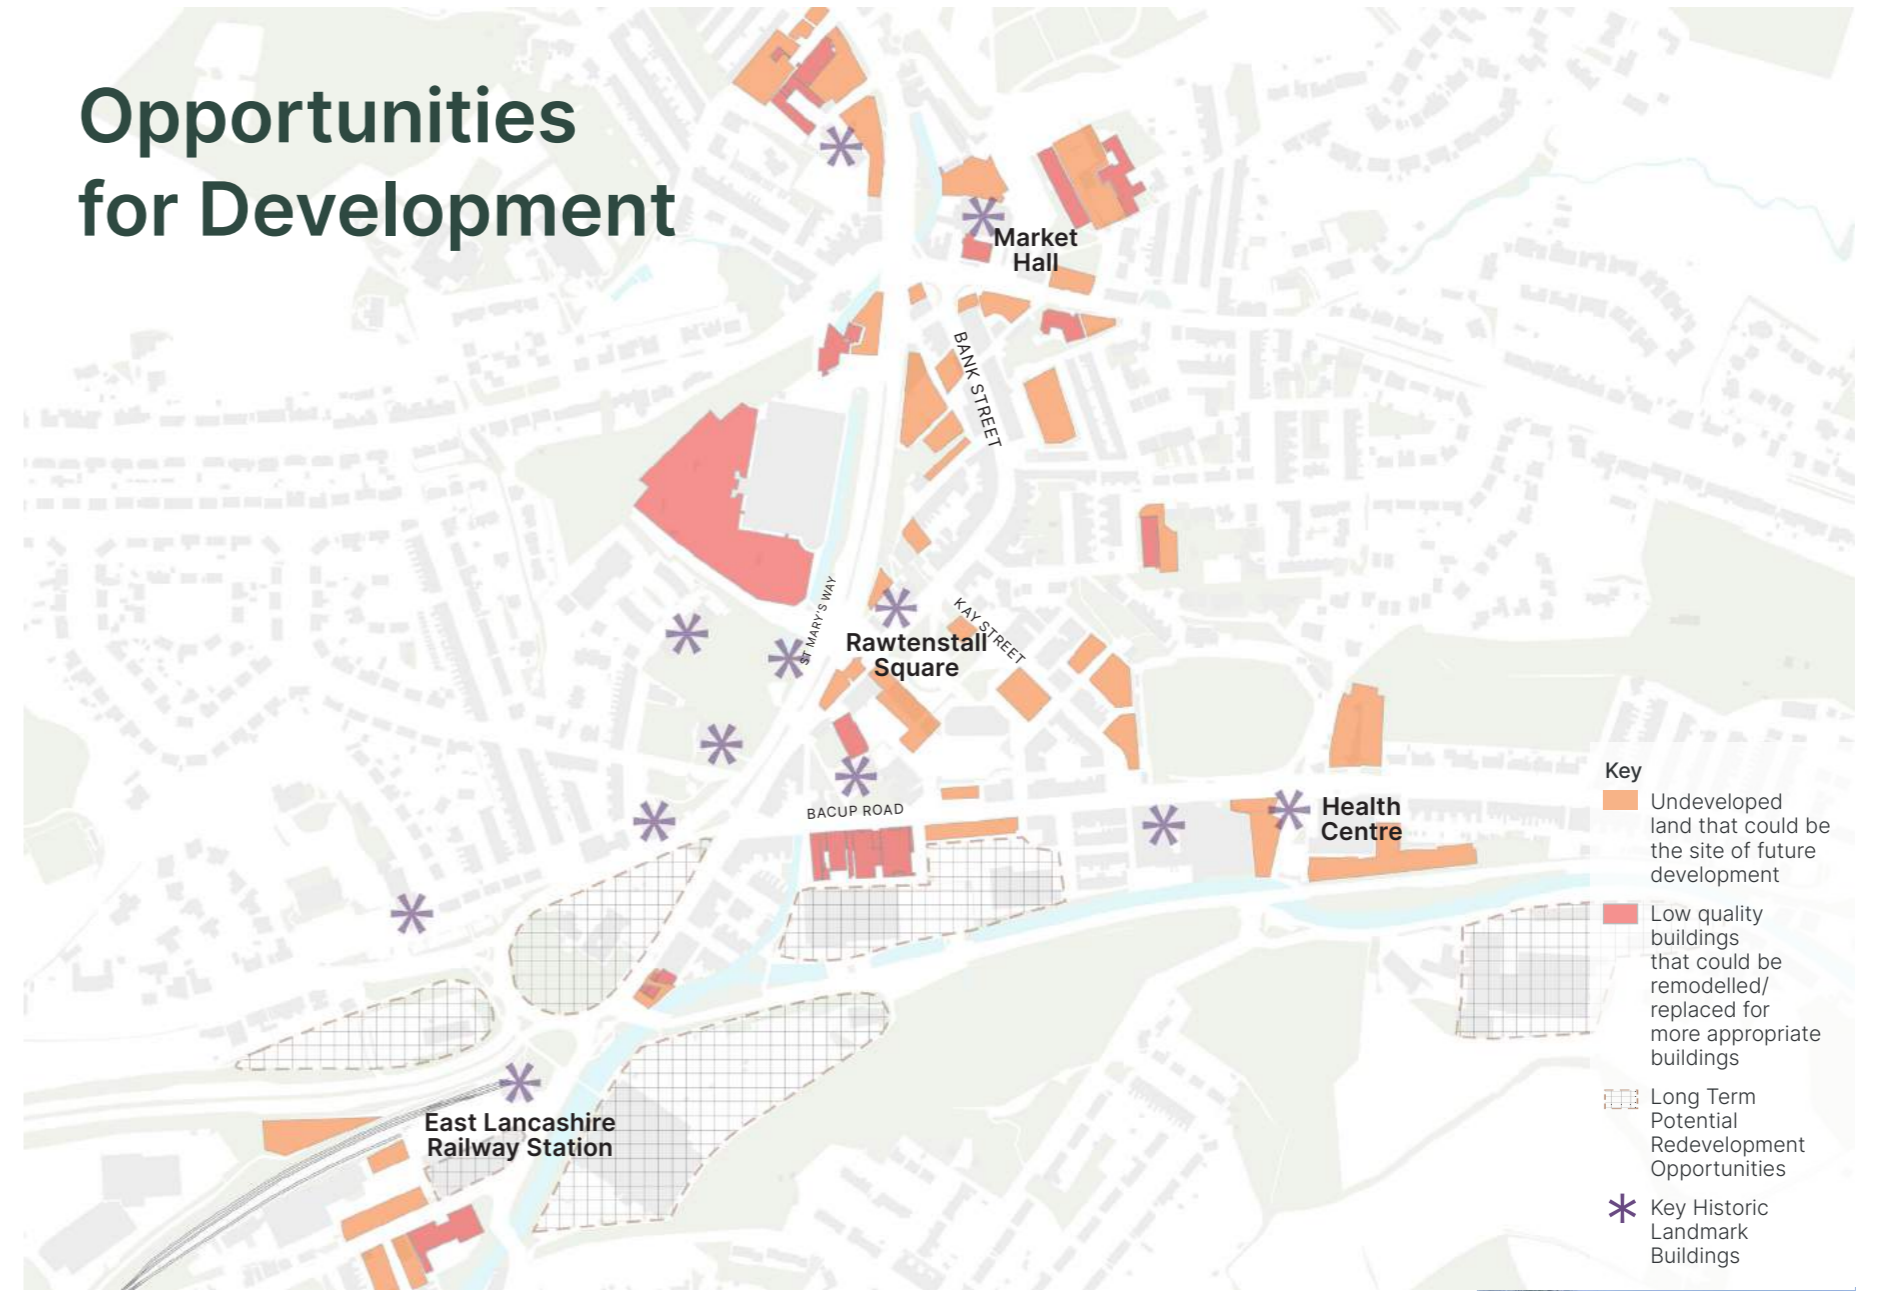 Opportunities
for Development
Market
Hall
BANK STREET
ST MARY'S WAY
KAY STREET
Rawtenstall
Square
BACUP ROAD
Health
Centre
East Lancashire
Railway Station
Key
Undeveloped
land that could be
the site of future
development
Low quality
buildings
that could be
remodelled/
replaced for
more appropriate
buildings
Long Term
Potential
Redevelopment
Opportunities
Key Historic
Landmark
Buildings